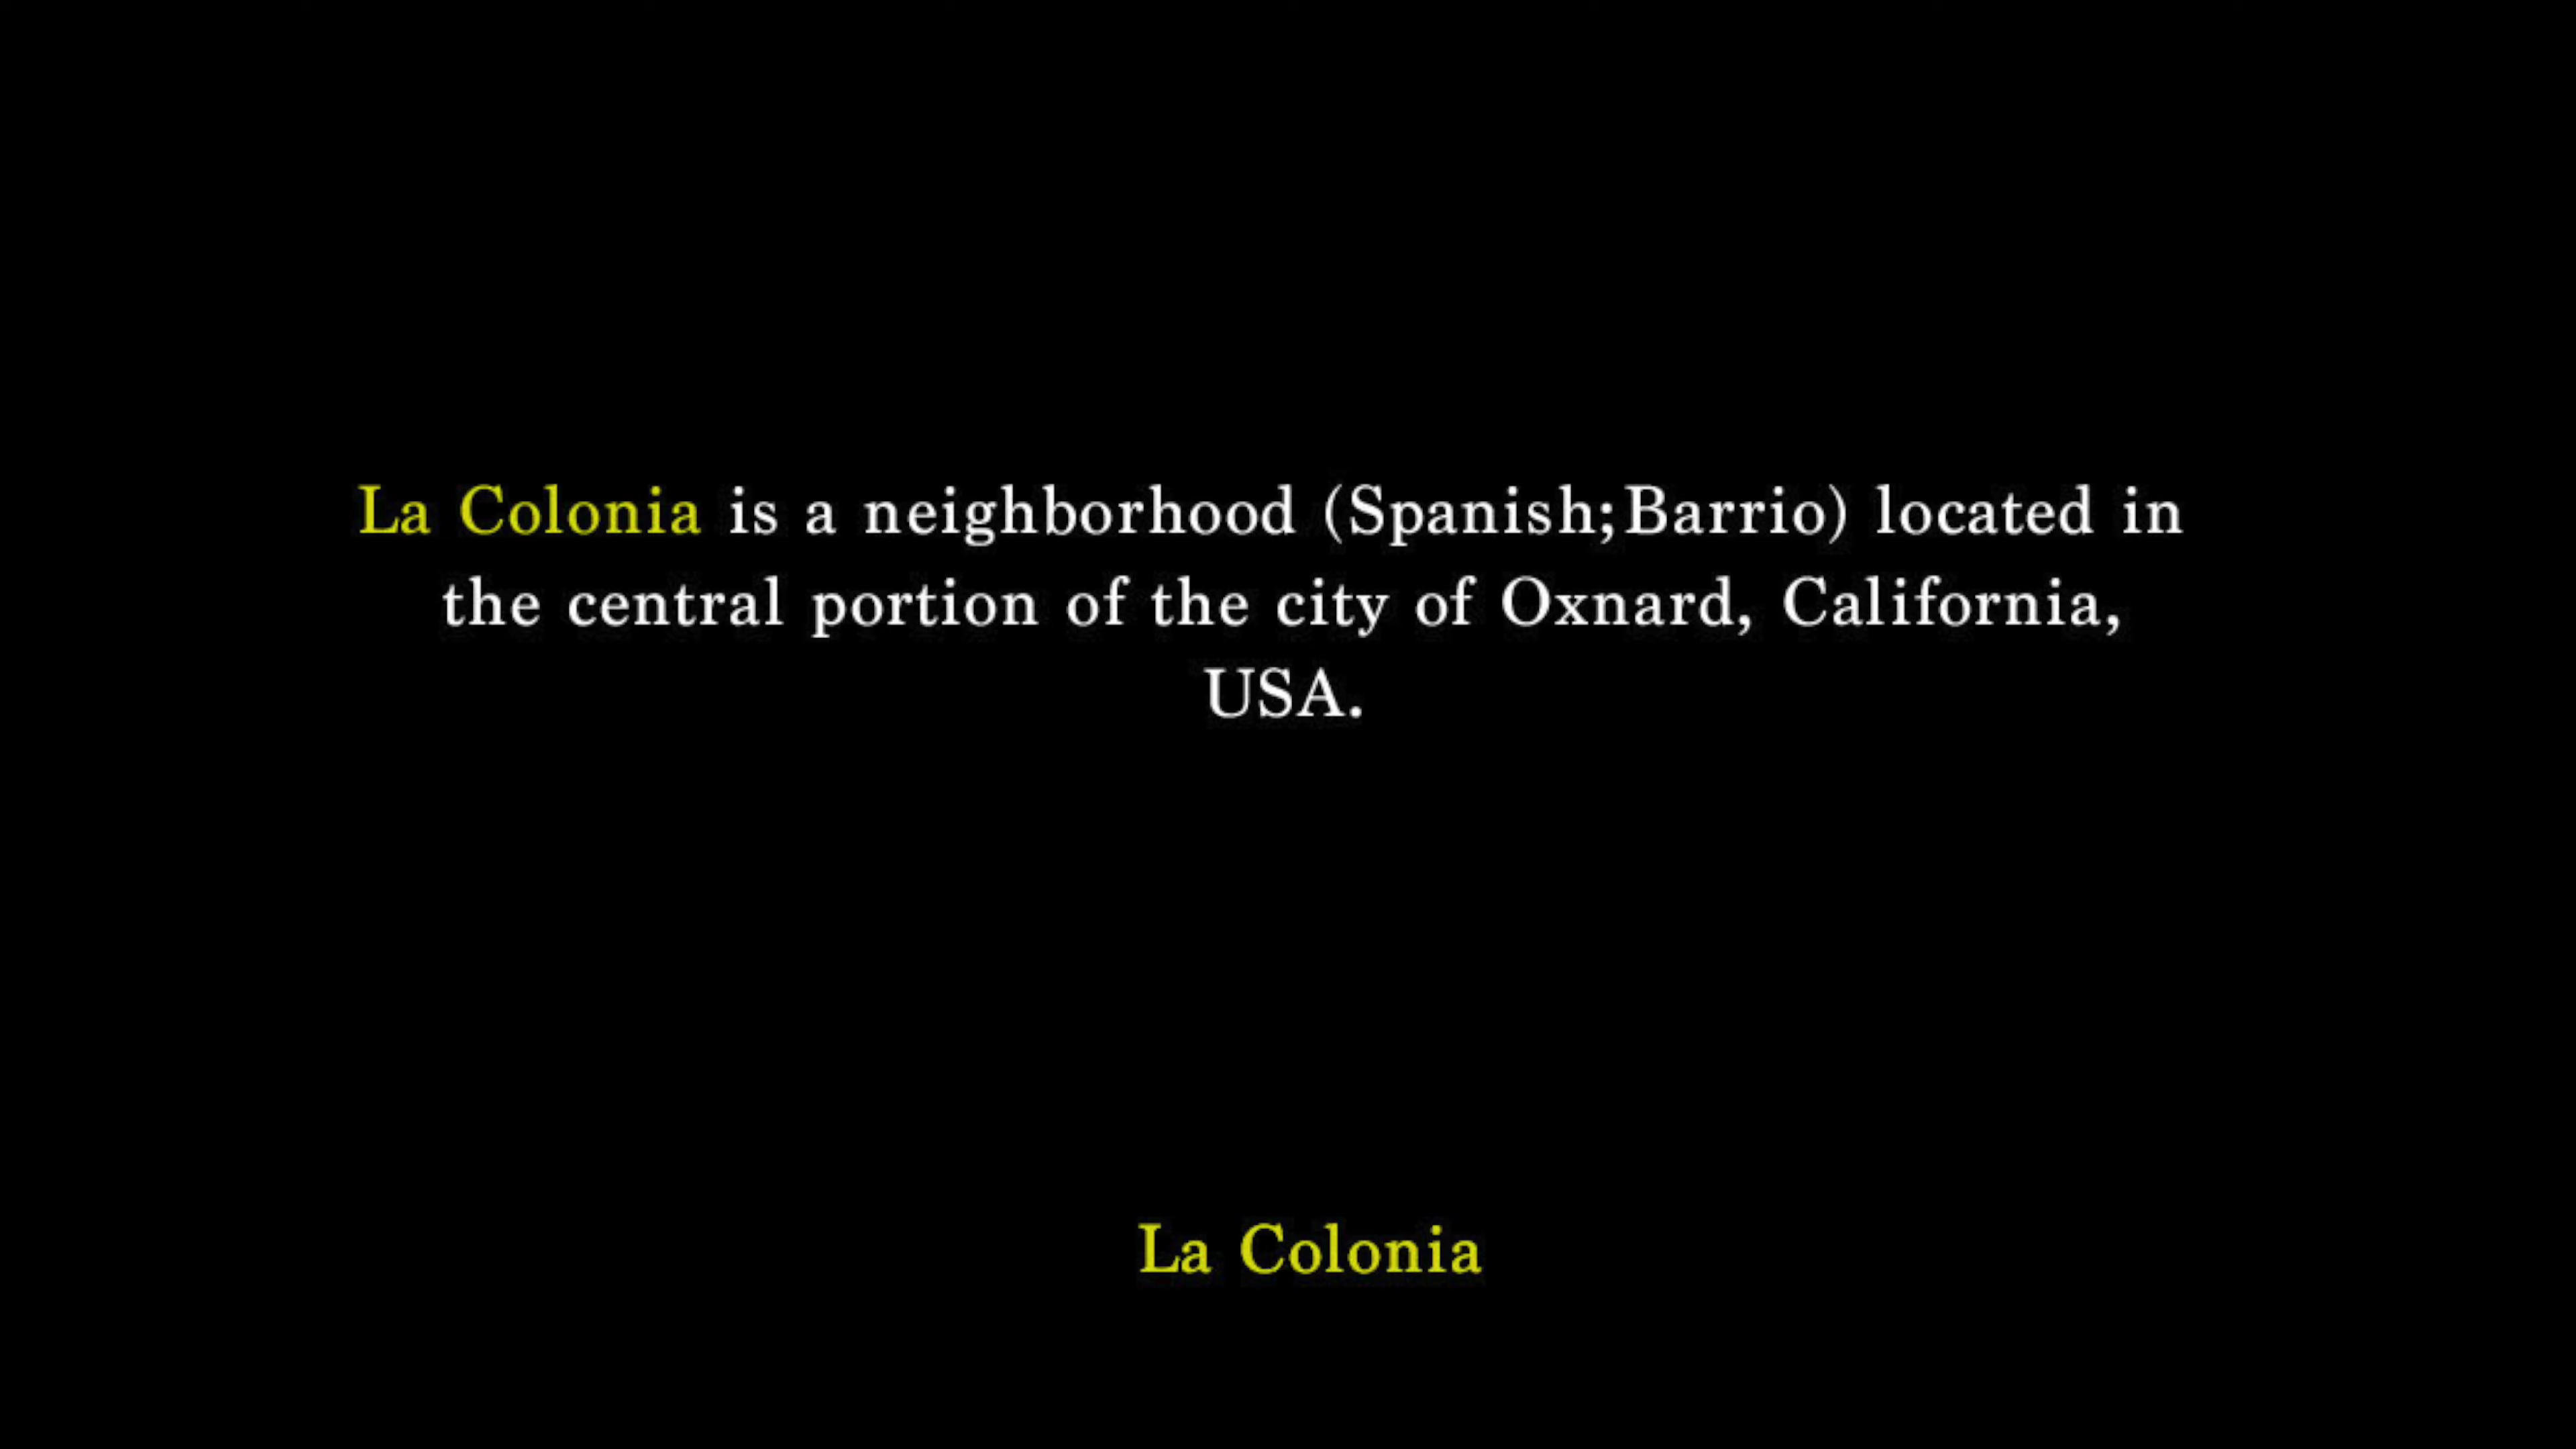 La Colonia is a neighborhood (Spanish;Barrio) located in
the central portion of the city of Oxnard, California,
USA.
La Colonia